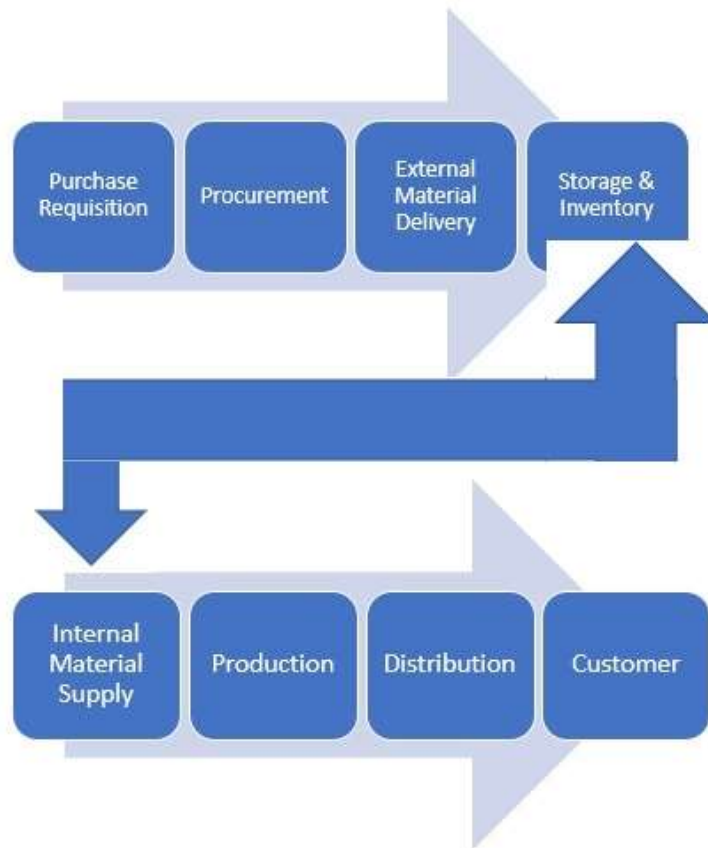 Purchase
Requisition
Procurement
External
Material
Delivery
Storage &
Inventory
Internal
Material
Supply
Production
Distribution
Customer